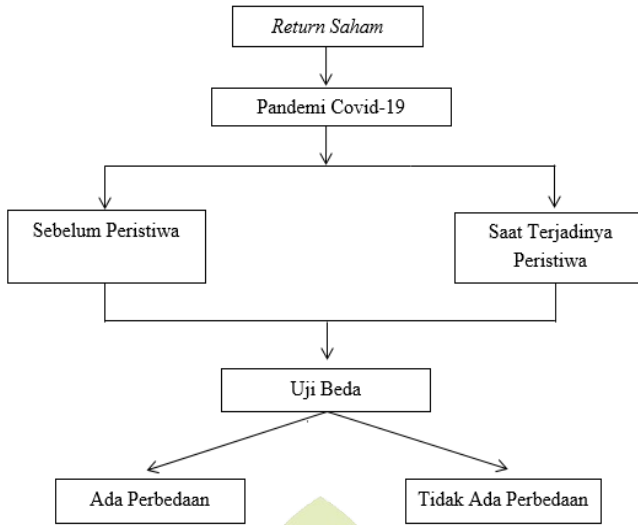 Return Saham
Pandemi Covid-19
Sebelum Peristiwa
Saat Terjadinya
Peristiwa
Uji Beda
Ada Perbedaan
Tidak Ada Perbedaan